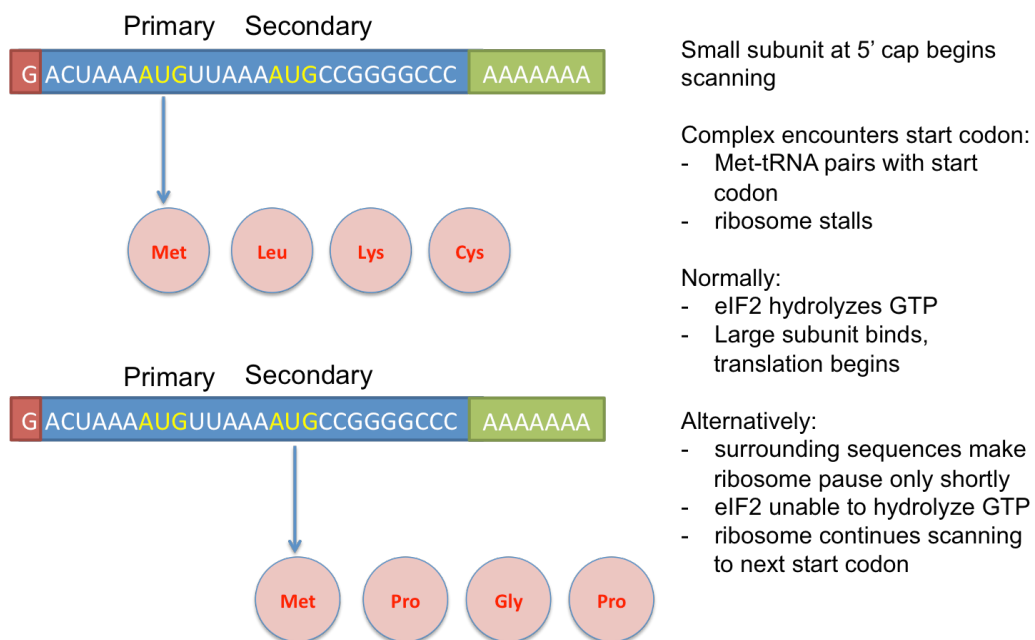 Primary Secondary
G ACUAAAAUGUUAAAAUGCCGGGGCCC AAAAAAA
Met Leu Lys Cys
Primary Secondary
G ACUAAAAUGUUAAAAUGCCGGGGCCC AAAAAAA
Met Pro Gly Pro
Small subunit at 5’ cap begins
scanning
Complex encounters start codon:
- Met-tRNA pairs with start
codon
- ribosome stalls
Normally:
- eIF2 hydrolyzes GTP
- Large subunit binds,
translation begins
Alternatively:
- surrounding sequences make
ribosome pause only shortly
- eIF2 unable to hydrolyze GTP
- ribosome continues scanning
to next start codon